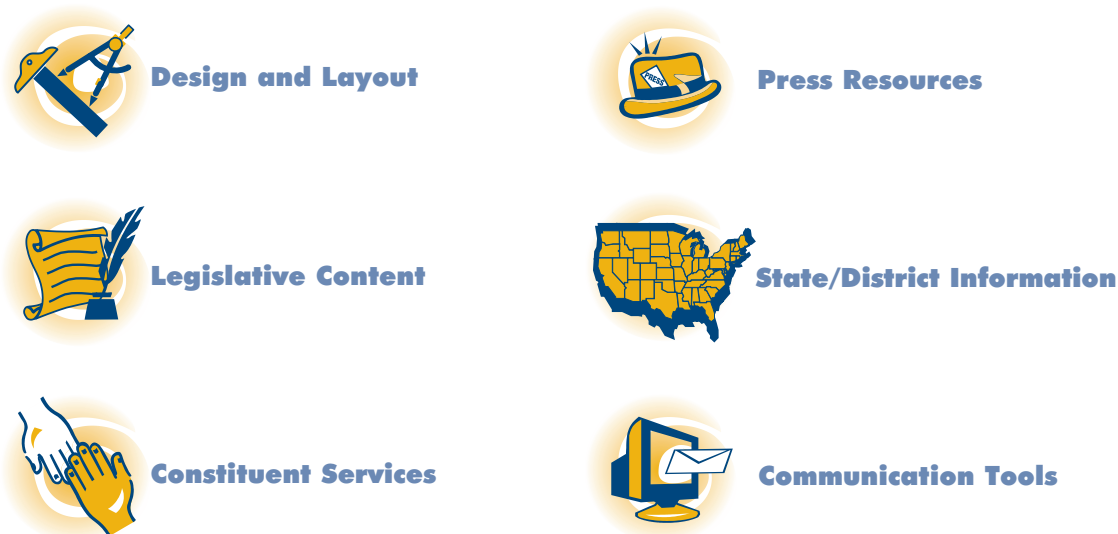 Design and Layout
Press Resources
PRESS
Legislative Content
State/District Information
Constituent Services
Communication Tools